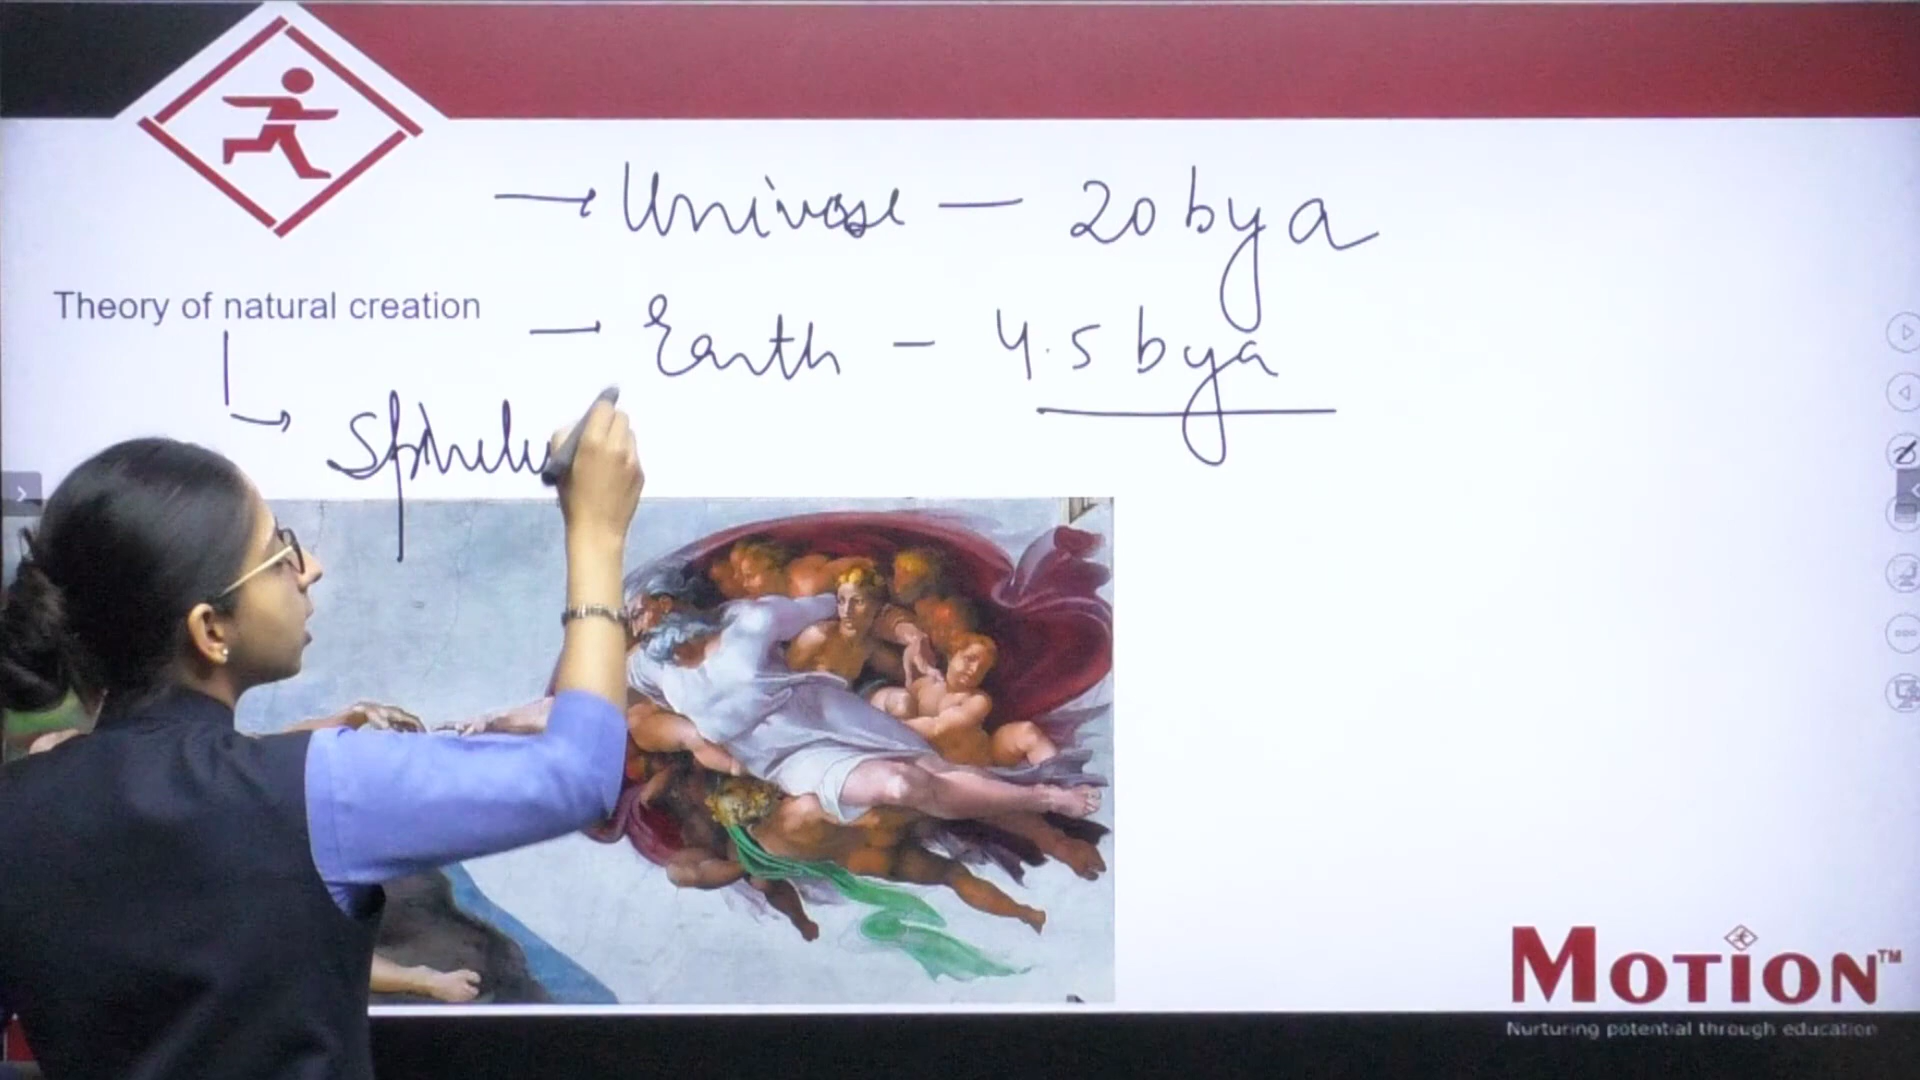 → Universe — 20 bya
Theory of natural creation
— Earth — 4.5 bya
MOTION™
Nurturing potential through education